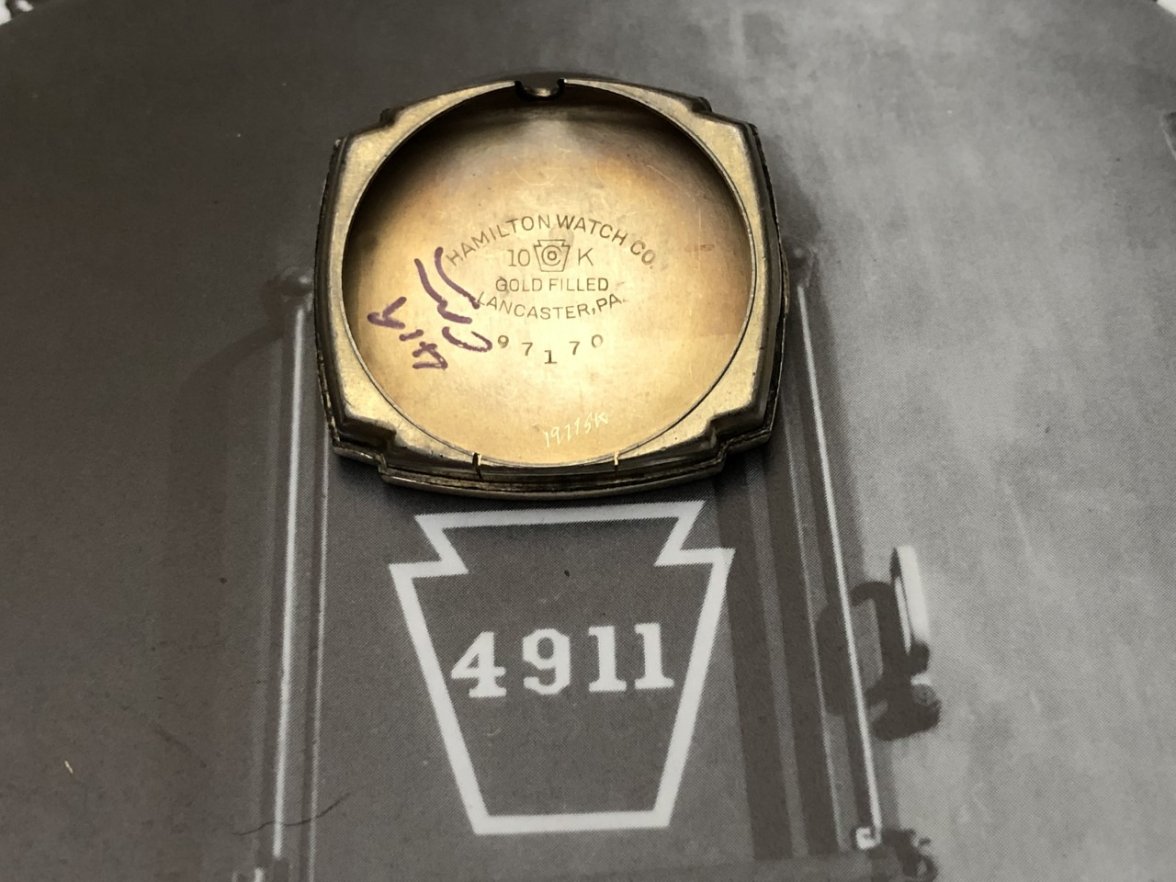 HAMILTON WATCH CO.
10 K
GOLD FILLED
LANCASTER, PA.
97170
4911